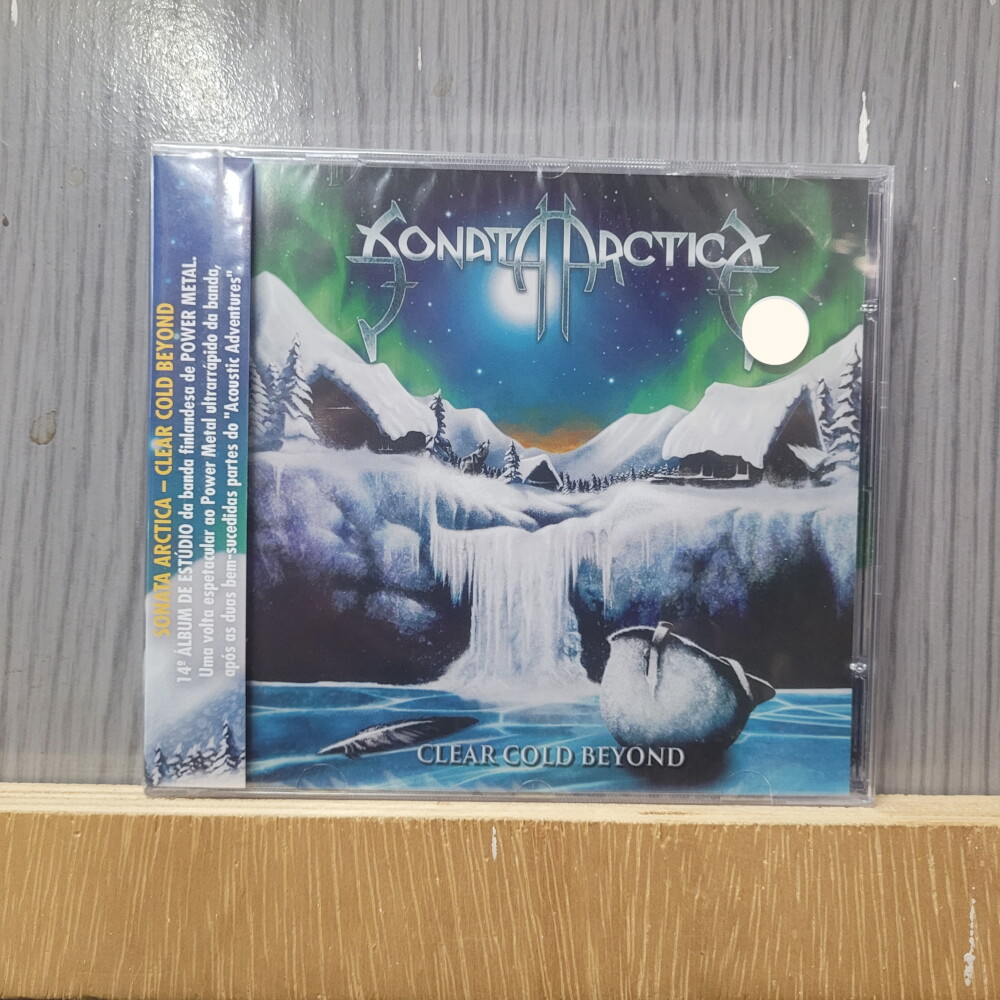 SONATA ARCTICA – CLEAR COLD BEYOND
14º ÁLBUM DE ESTÚDIO da banda finlandesa de POWER METAL.
Uma volta espetacular ao Power Metal ultrarrápido da banda,
após as duas bem-sucedidas partes do "Acoustic Adventures".
SONATA ARCTICA
CLEAR COLD BEYOND